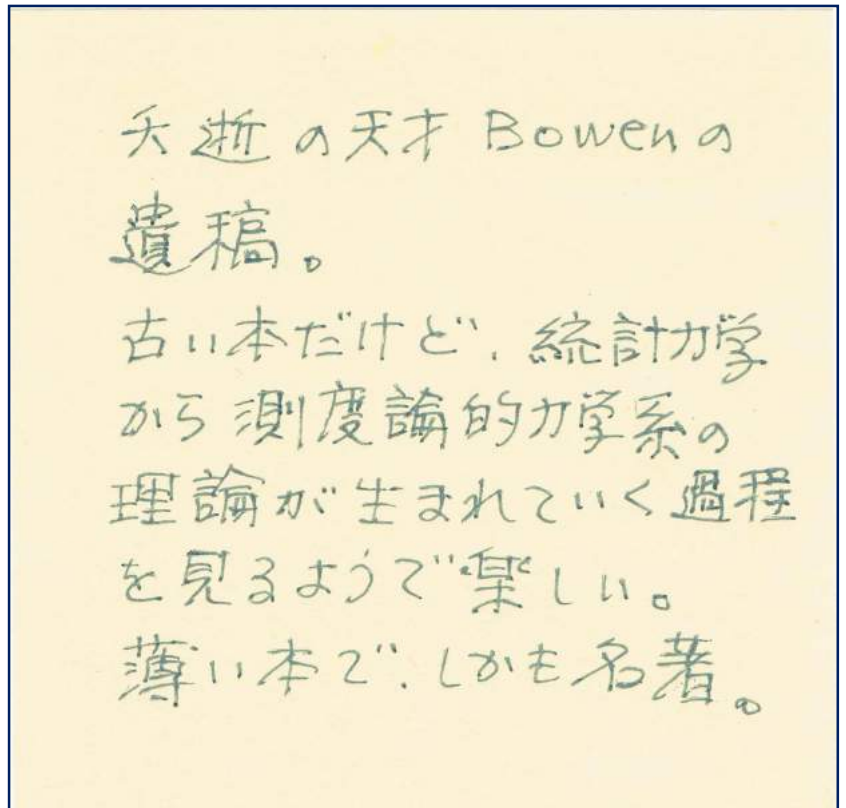 夭逝の天才 Bowenの
遺稿。
古い本だけど、統計力学
から測度論的力学系の
理論が生まれていく過程
を見るようで楽しい。
薄い本で、しかも名著。